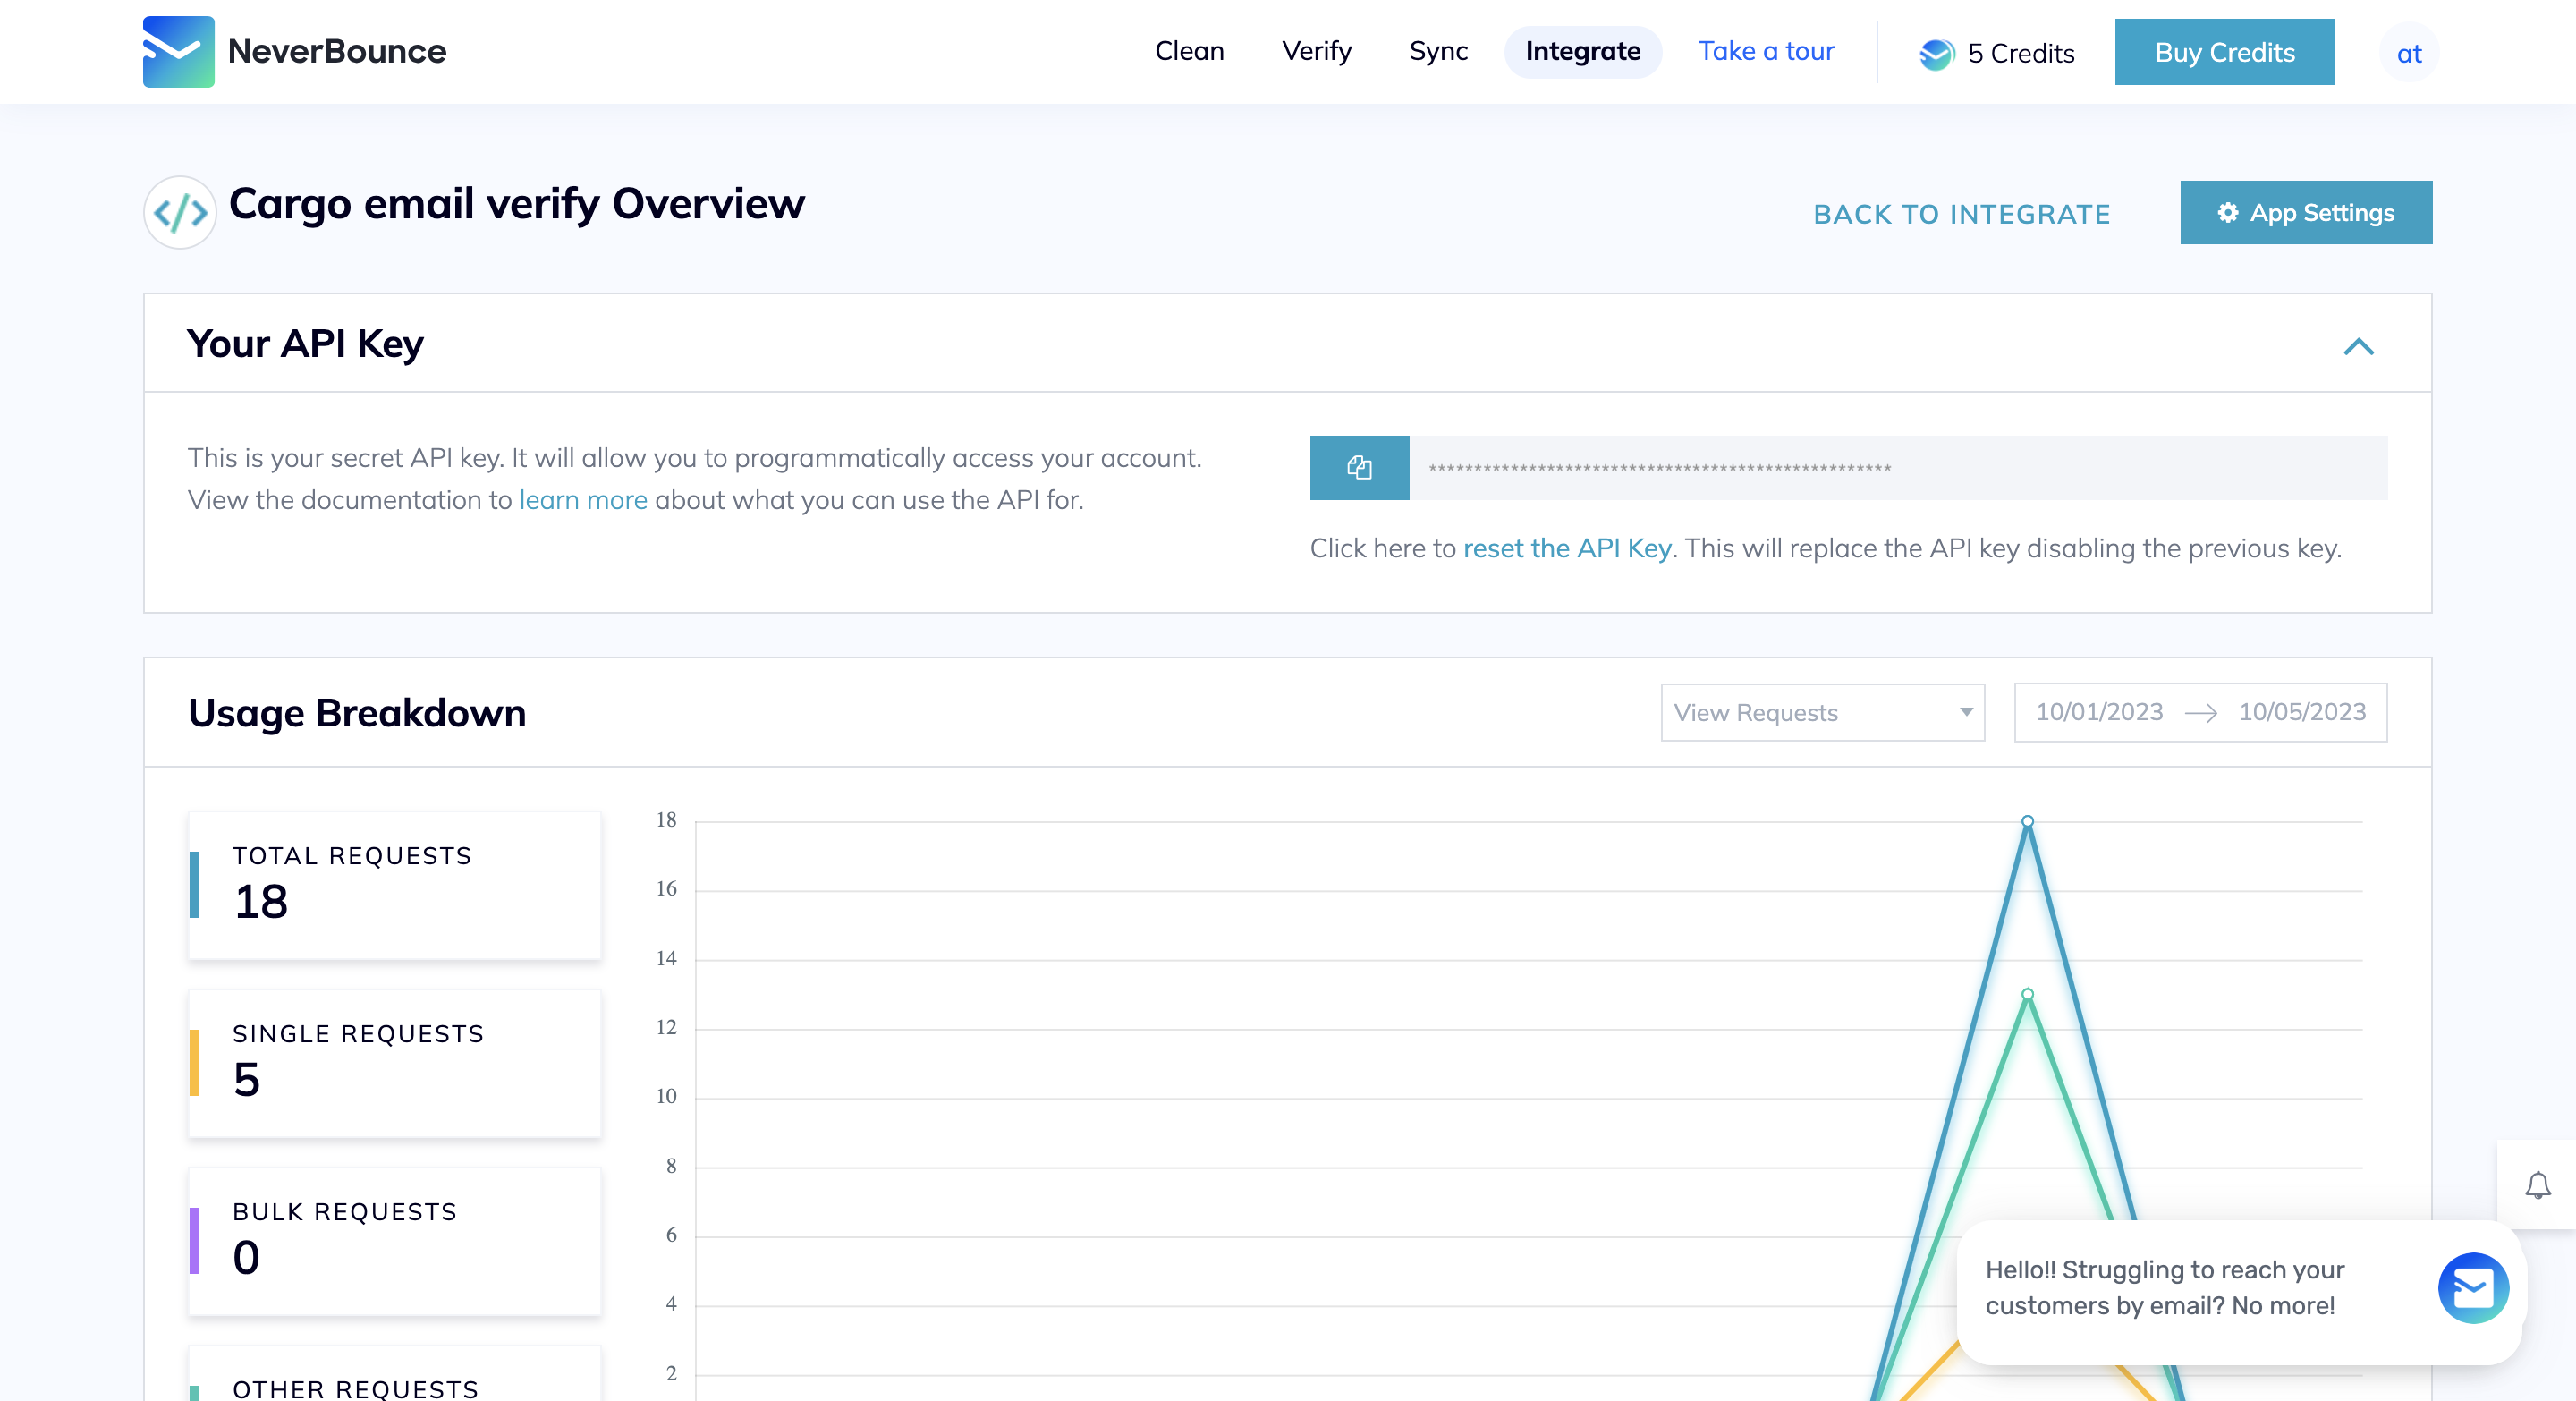 NeverBounce
Clean Verify Sync Integrate Take a tour 5 Credits Buy Credits at
Cargo email verify Overview
BACK TO INTEGRATE App Settings
Your API Key
This is your secret API key. It will allow you to programmatically access your account.
View the documentation to learn more about what you can use the API for.
***************************************************
Click here to reset the API Key. This will replace the API key disabling the previous key.
Usage Breakdown
View Requests 10/01/2023 10/05/2023
TOTAL REQUESTS
18
SINGLE REQUESTS
5
BULK REQUESTS
0
OTHER REQUESTS
18
16
14
12
10
8
6
4
2
Hello!! Struggling to reach your
customers by email? No more!